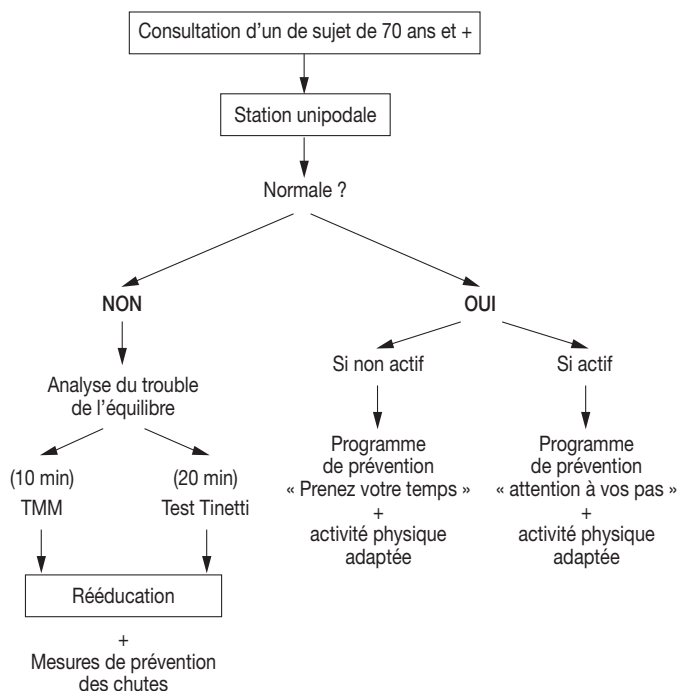 Consultation d'un de sujet de 70 ans et +
Station unipodale
Normale ?
NON
OUI
Analyse du trouble
de l'équilibre
Si non actif
Si actif
(10 min)
TMM
(20 min)
Test Tinetti
Programme
de prévention
« Prenez votre temps »
+
activité physique
adaptée
Programme
de prévention
« attention à vos pas »
+
activité physique
adaptée
Rééducation
+
Mesures de prévention
des chutes